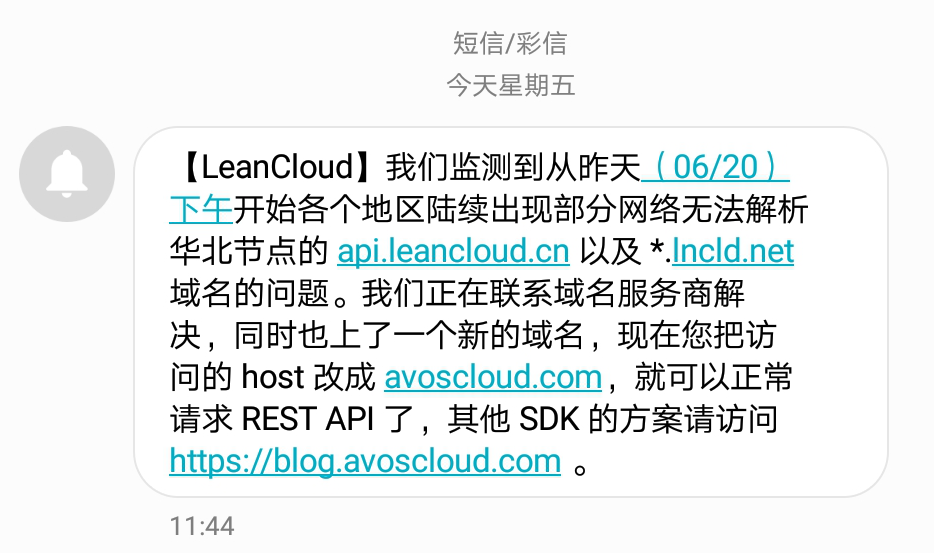 短信/彩信
今天星期五
【LeanCloud】我们监测到从昨天（06/20）
下午开始各个地区陆续出现部分网络无法解析
华北节点的 api.leancloud.cn 以及 *.lncld.net
域名的问题。我们正在联系域名服务商解
决，同时也上了一个新的域名，现在您把访
问的 host 改成 avoscloud.com，就可以正常
请求 REST API 了，其他 SDK 的方案请访问
https://blog.avoscloud.com 。
11:44